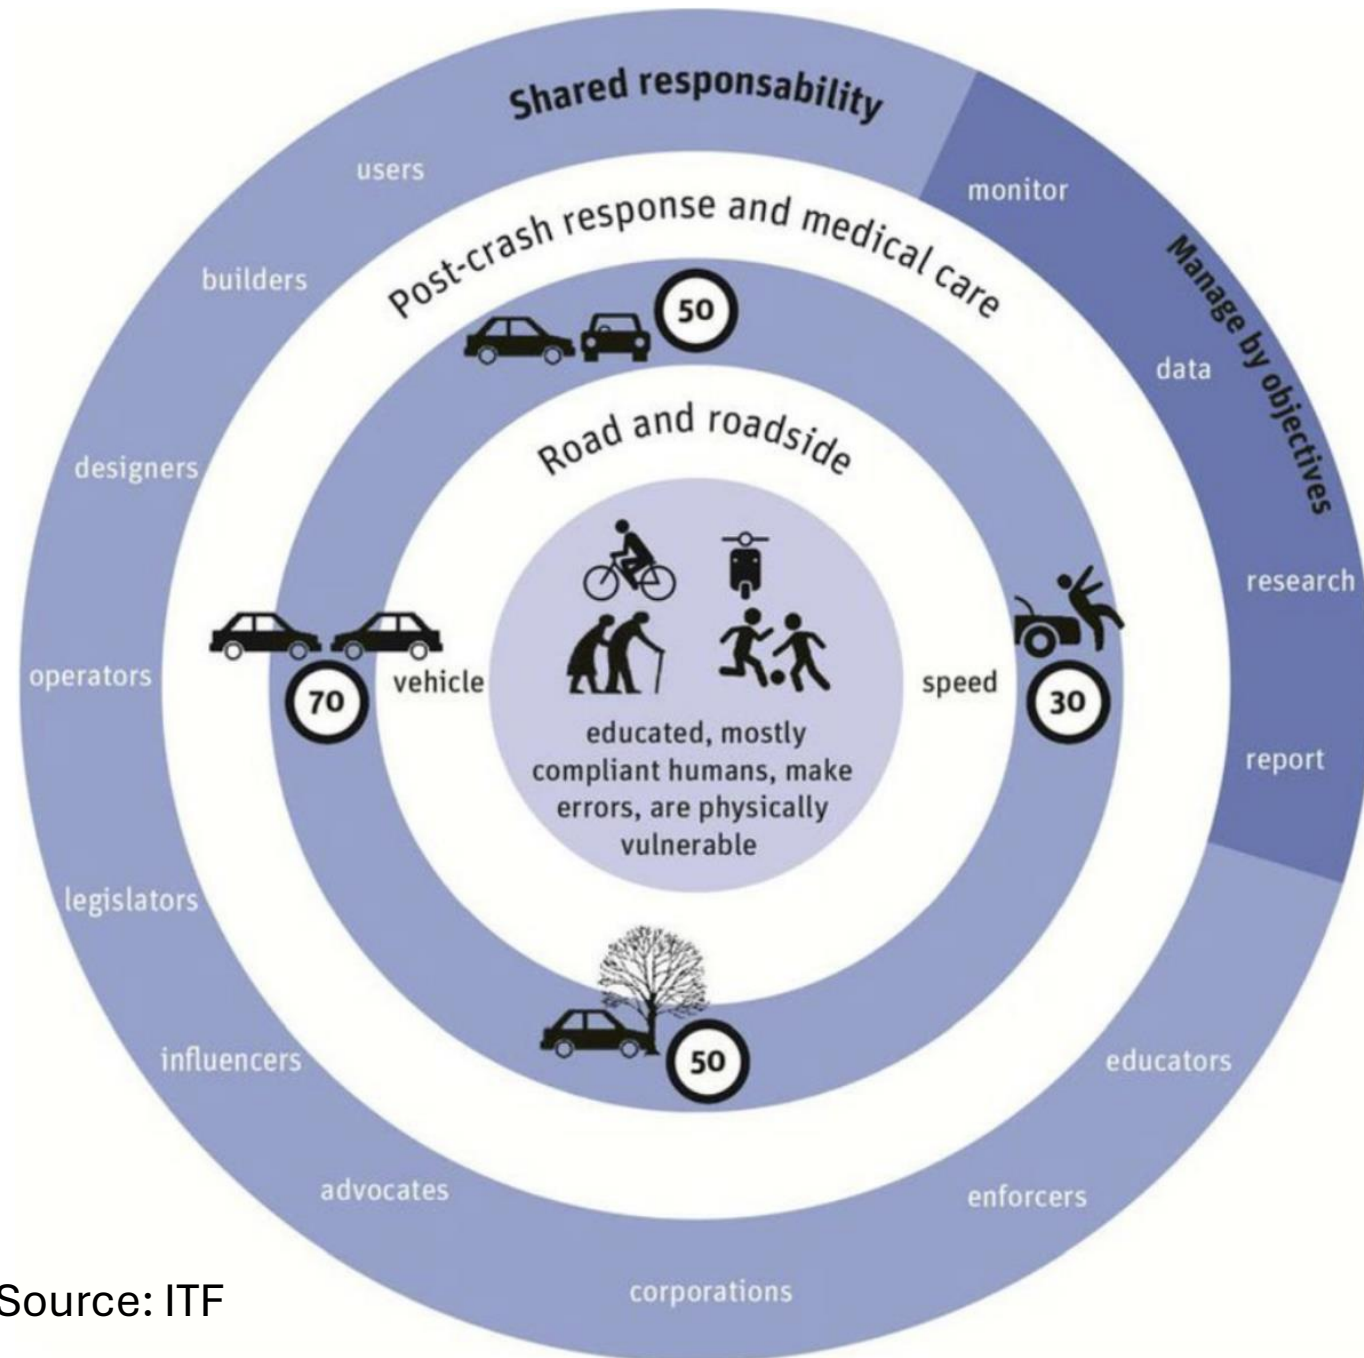 Shared responsability
users
monitor
Post-crash response and medical care
Manage by objectives
builders
50
data
Road and roadside
designers
research
operators
vehicle
speed
70
30
educated, mostly
compliant humans, make
errors, are physically
vulnerable
report
legislators
influencers
50
educators
advocates
enforcers
corporations
Source: ITF